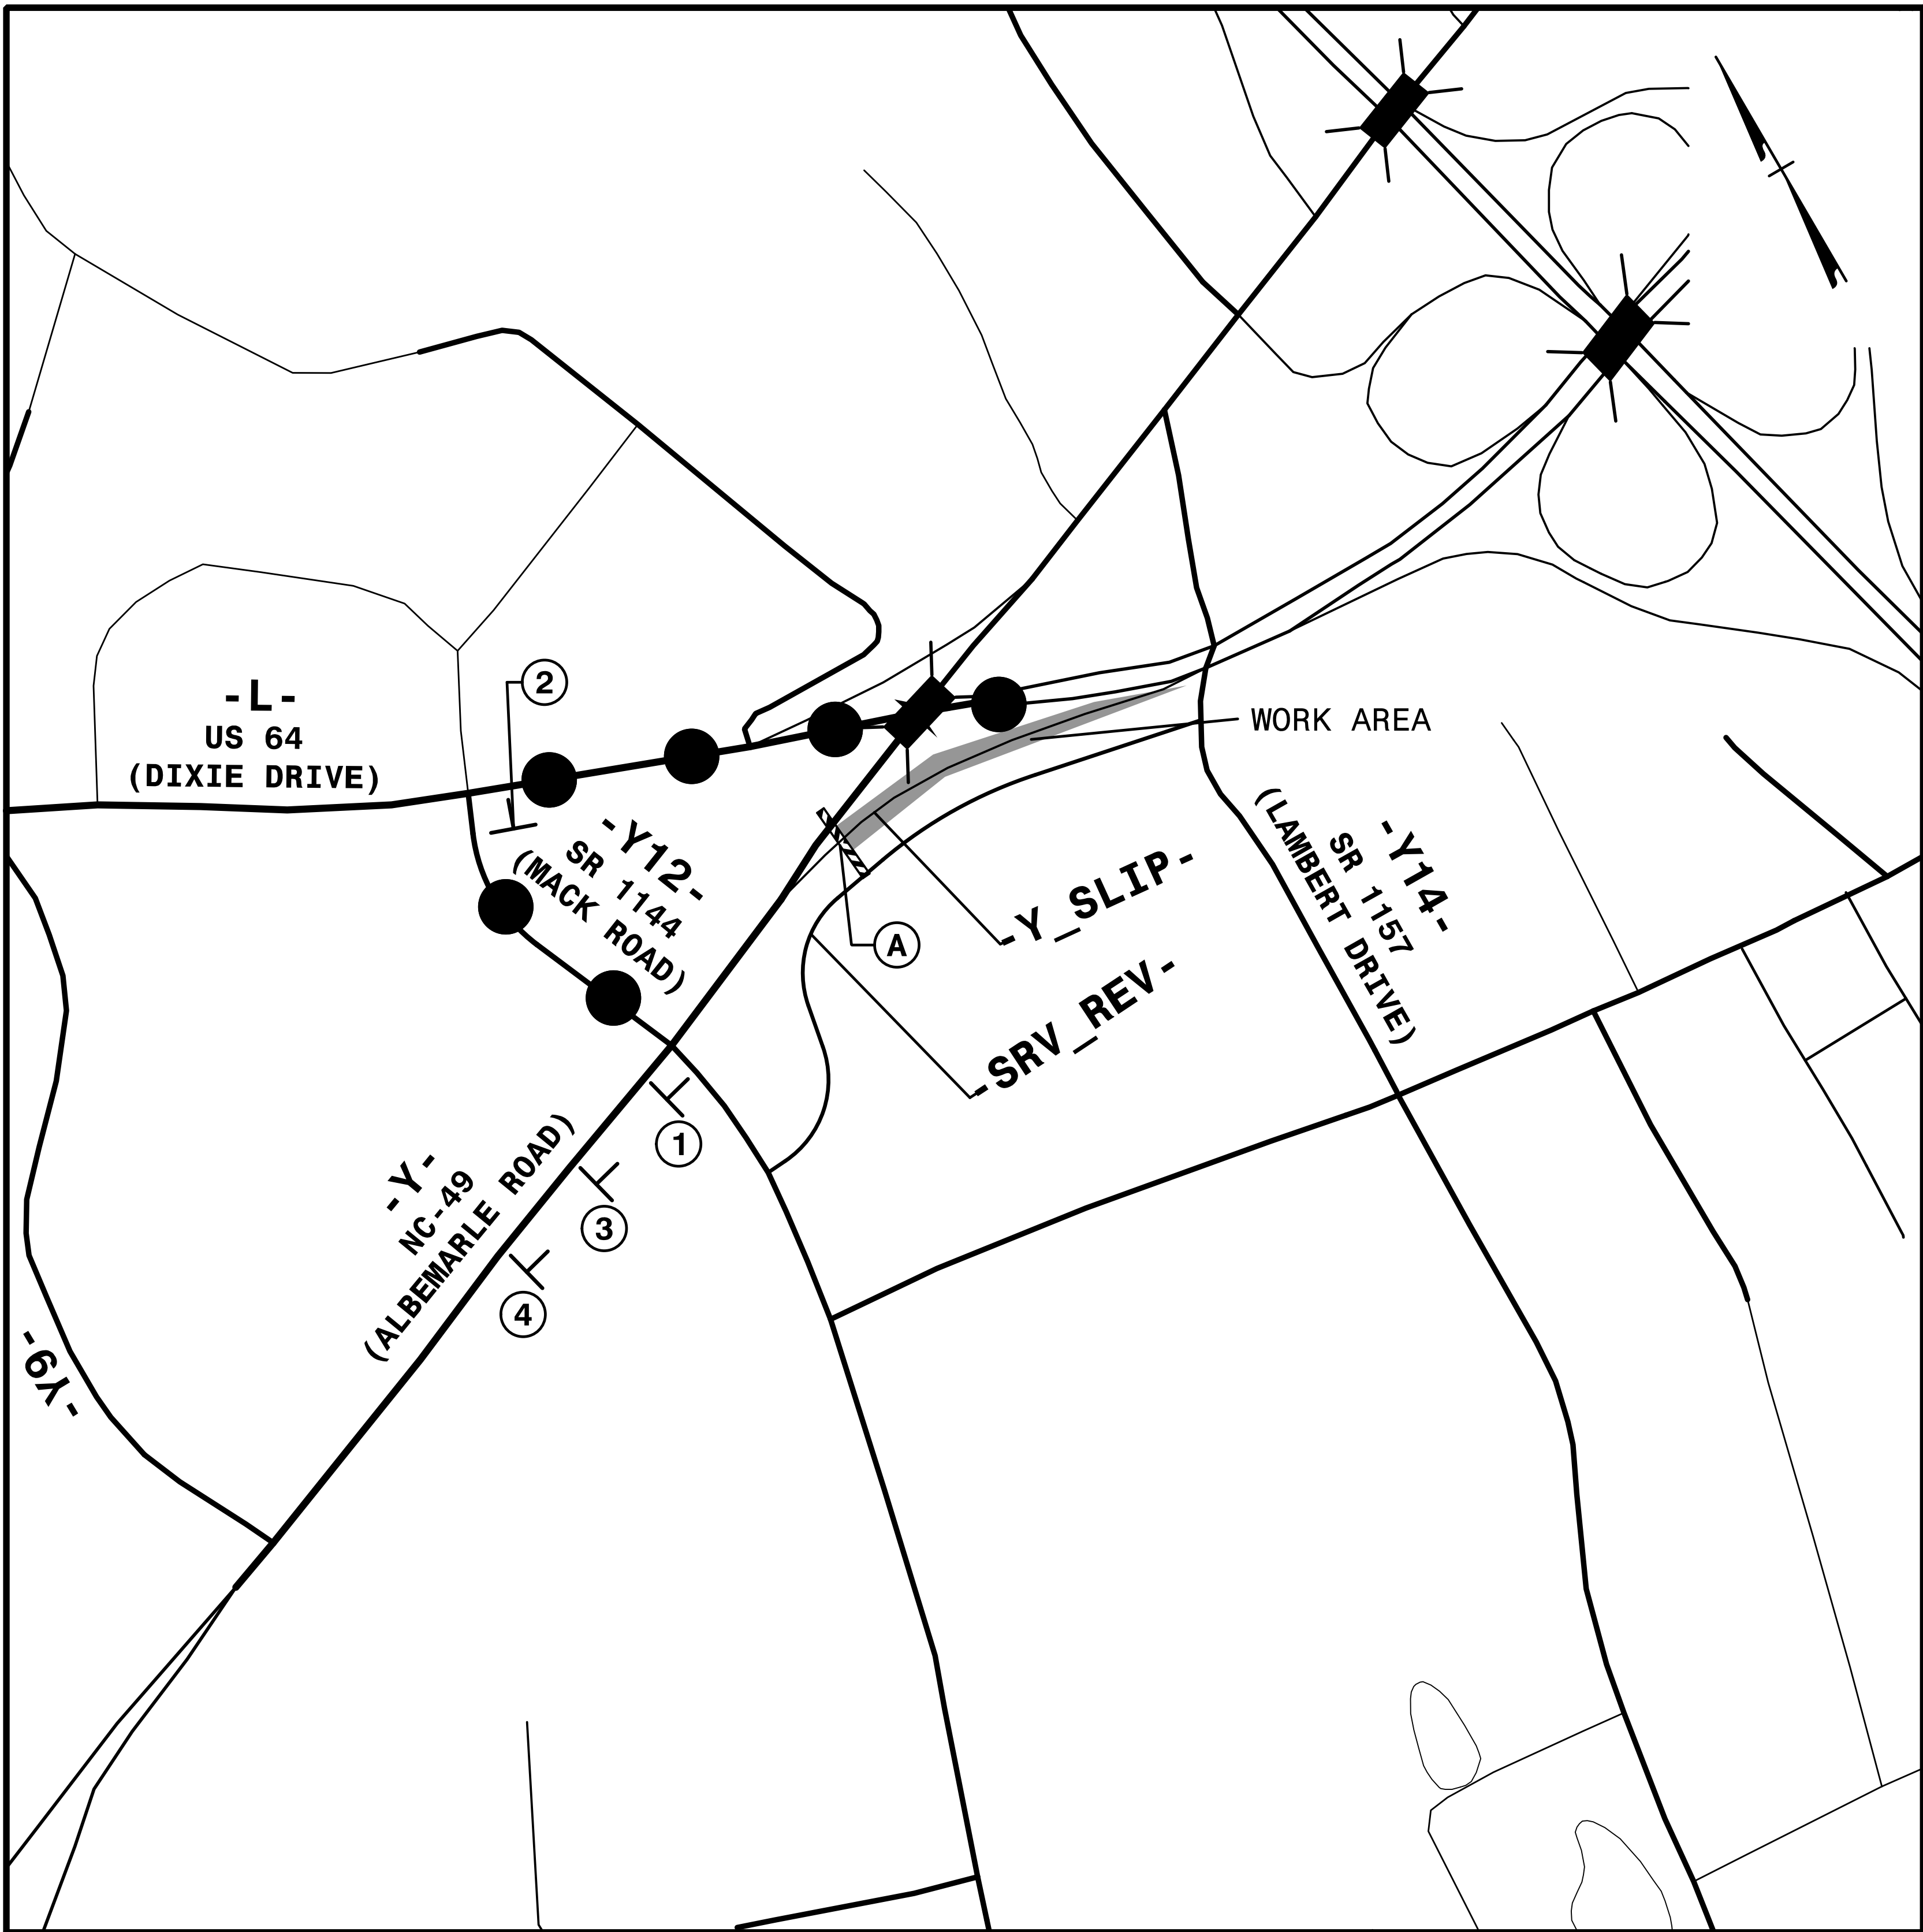 2
-L-
US 64
(DIXIE DRIVE)
WORK AREA
-Y12-
SR 1144
(MACK ROAD)
-Y14-
SR 1157
(LAMBERT DRIVE)
A
-Y_SLIP-
-SRV_REV-
1
-Y-
NC-49
(ALBEMARLE ROAD)
3
4
-Y9-